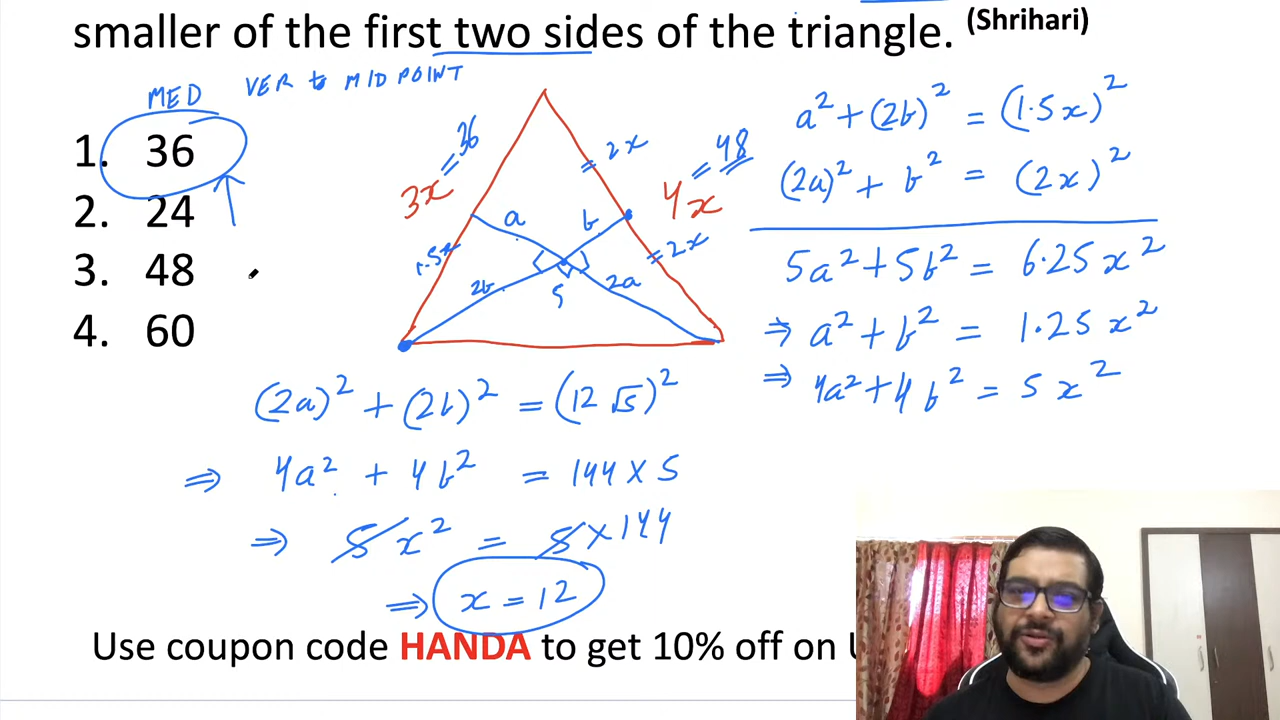 smaller of the first two sides of the triangle. (Shrihari)
MED
VER to MIDPOINT
1. 36
2. 24
3. 48
4. 60
3x = 36
2x
4x = 48
= 2x
1.5x
a
b
2b
2a
G
a² + (2b)² = (1.5x)²
(2a)² + b² = (2x)²
5a² + 5b² = 6.25x²
⇒ a² + b² = 1.25x²
⇒ 4a² + 4b² = 5x²
(2a)² + (2b)² = (12√5)²
⇒ 4a² + 4b² = 144 × 5
⇒ 5x² = 5 × 144
⇒ x = 12
Use coupon code HANDA to get 10% off on